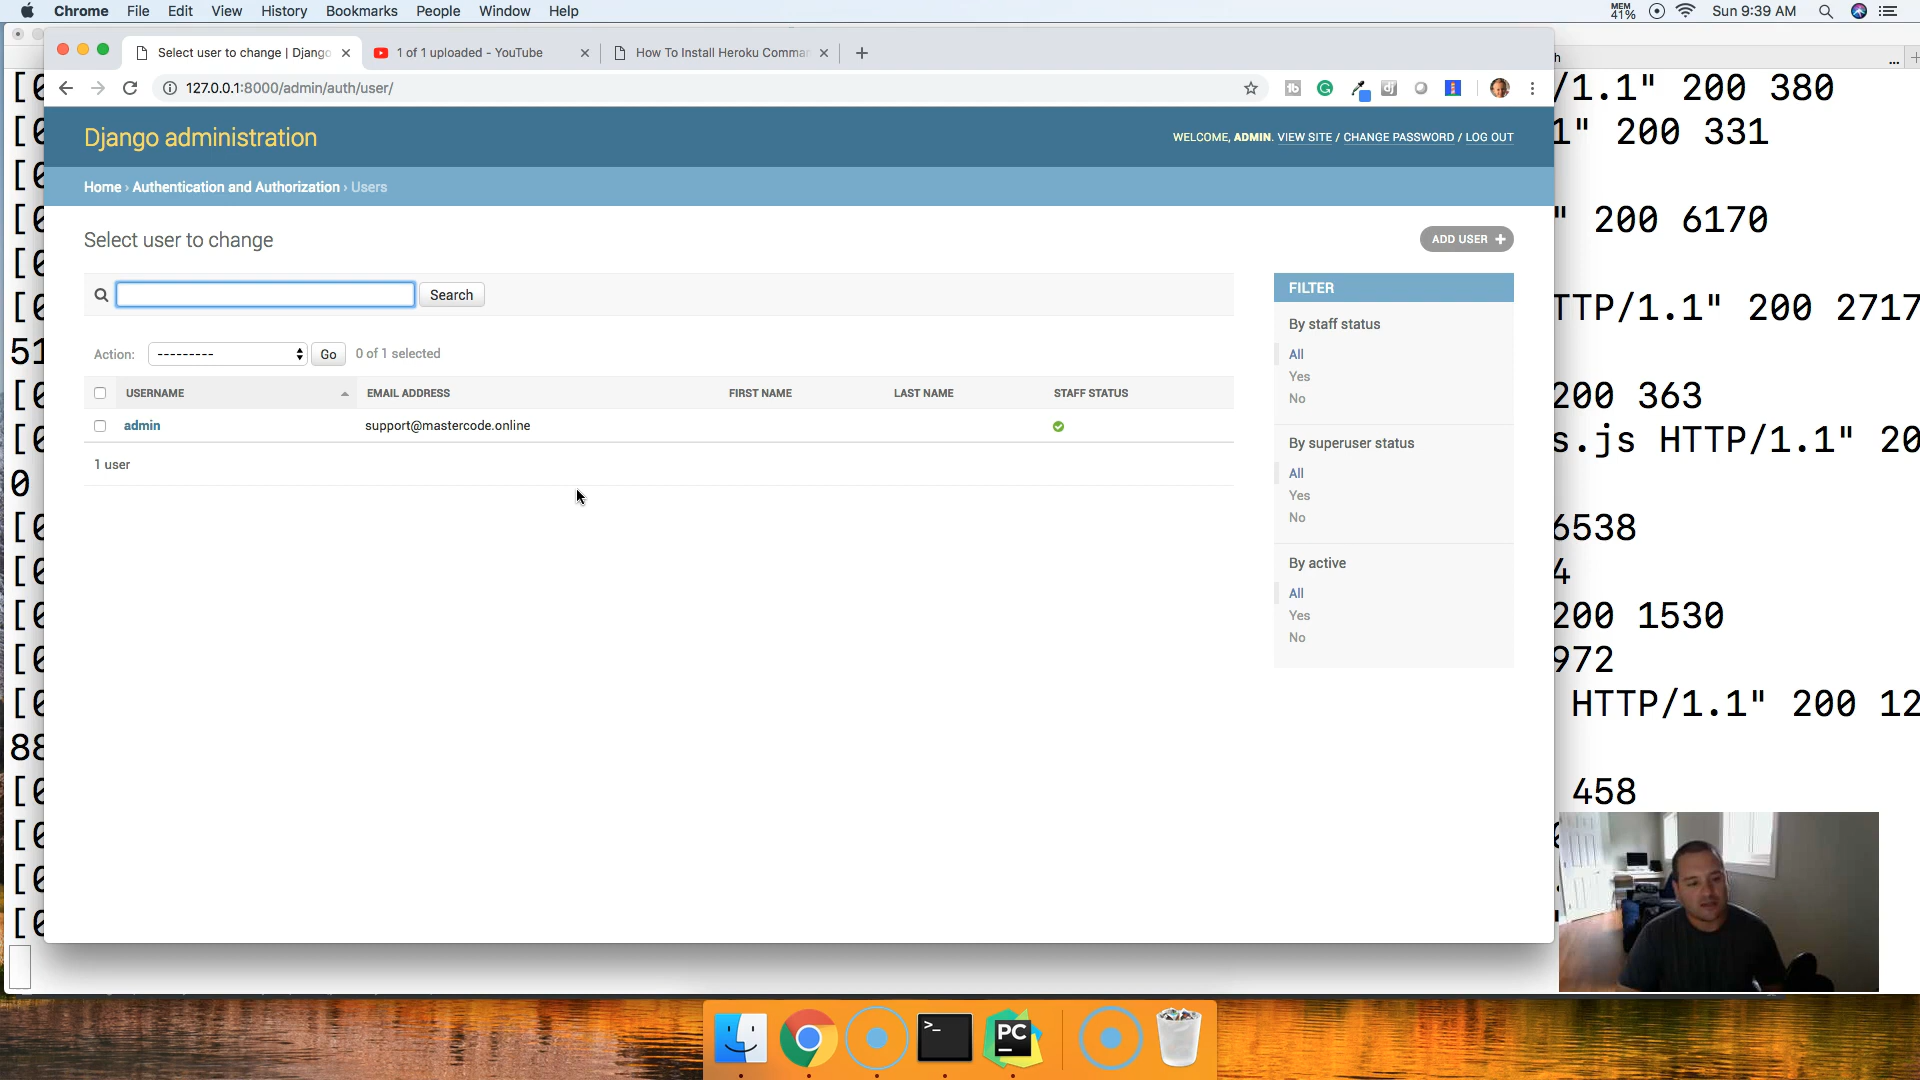 Chrome File Edit View History Bookmarks People Window Help
MEM 41% Sun 9:39 AM
Select user to change | Django
1 of 1 uploaded - YouTube
How To Install Heroku Comman
127.0.0.1:8000/admin/auth/user/
Django administration
WELCOME, ADMIN. VIEW SITE / CHANGE PASSWORD / LOG OUT
Home › Authentication and Authorization › Users
Select user to change
ADD USER +
Search
Action: --------- Go 0 of 1 selected
USERNAME EMAIL ADDRESS FIRST NAME LAST NAME STAFF STATUS
admin support@mastercode.online
1 user
FILTER
By staff status
All
Yes
No
By superuser status
All
Yes
No
By active
All
Yes
No
/1.1" 200 380
1" 200 331
" 200 6170
TTP/1.1" 200 2717
51
200 363
s.js HTTP/1.1" 20
0
6538
4
200 1530
972
HTTP/1.1" 200 12
88
458
>_
PC